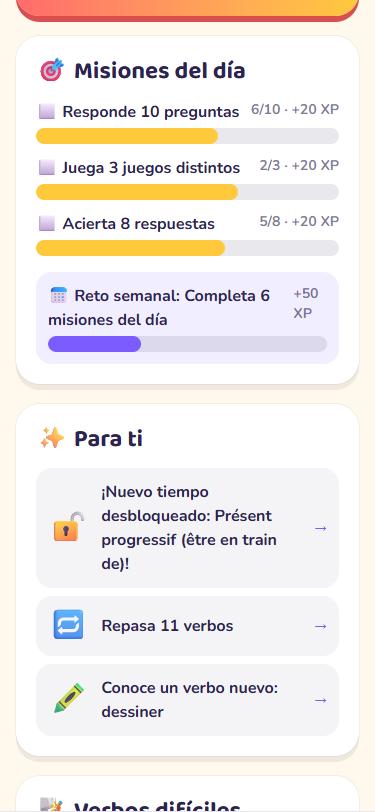 Misiones del día
Responde 10 preguntas 6/10 · +20 XP
Juega 3 juegos distintos 2/3 · +20 XP
Acierta 8 respuestas 5/8 · +20 XP
Reto semanal: Completa 6 +50
misiones del día XP
Para ti
¡Nuevo tiempo
desbloqueado: Présent
progressif (être en train
de)!
→
Repasa 11 verbos →
Conoce un verbo nuevo:
dessiner
→
Verbos difíciles